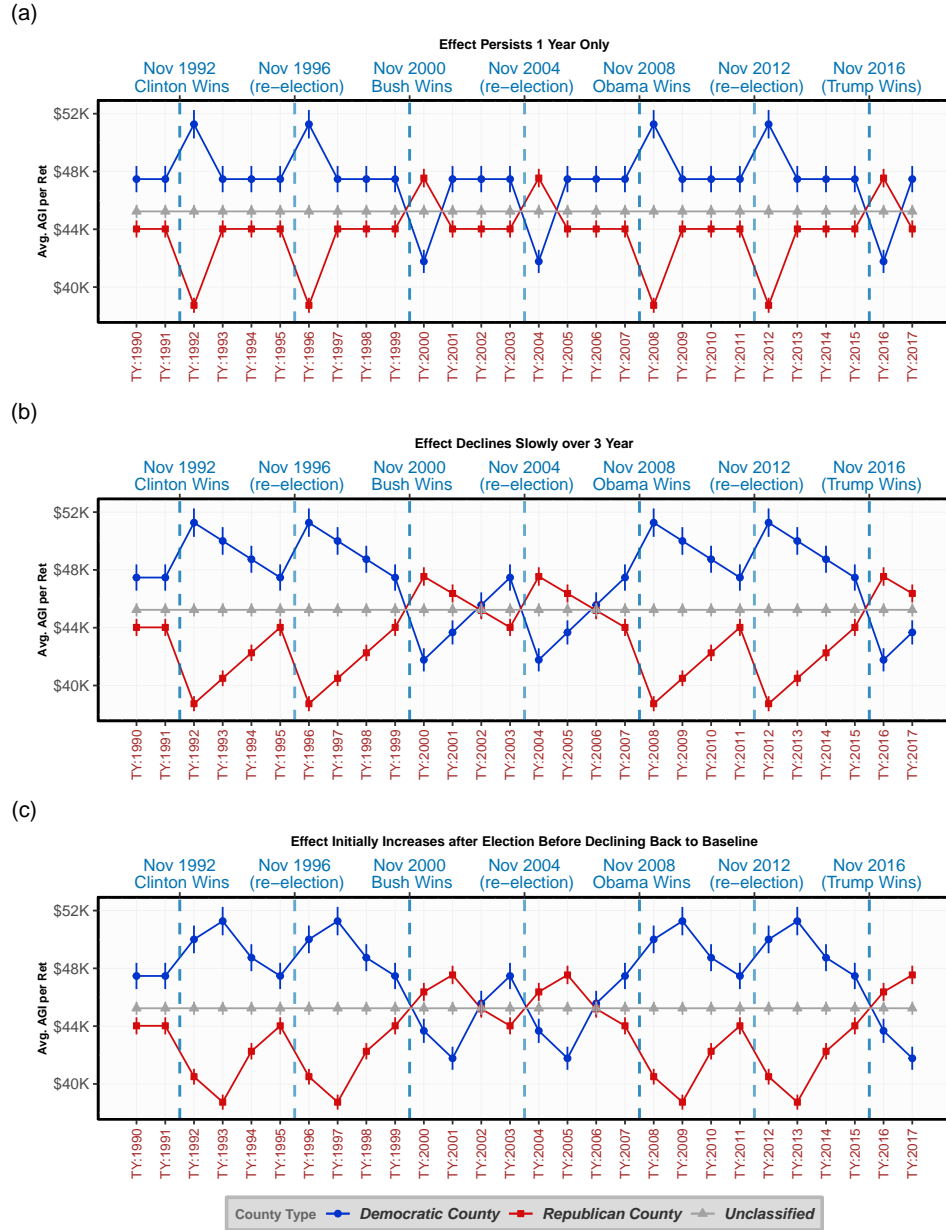 (a)
Effect Persists 1 Year Only
Nov 1992 Nov 1996 Nov 2000 Nov 2004 Nov 2008 Nov 2012 Nov 2016
Clinton Wins (re−election) Bush Wins (re−election) Obama Wins (re−election) (Trump Wins)
$52K
$48K
$44K
$40K
Avg. AGI per Ret
TY:1990 TY:1991 TY:1992 TY:1993 TY:1994 TY:1995 TY:1996 TY:1997 TY:1998 TY:1999 TY:2000 TY:2001 TY:2002 TY:2003 TY:2004 TY:2005 TY:2006 TY:2007 TY:2008 TY:2009 TY:2010 TY:2011 TY:2012 TY:2013 TY:2014 TY:2015 TY:2016 TY:2017
(b)
Effect Declines Slowly over 3 Year
Nov 1992 Nov 1996 Nov 2000 Nov 2004 Nov 2008 Nov 2012 Nov 2016
Clinton Wins (re−election) Bush Wins (re−election) Obama Wins (re−election) (Trump Wins)
$52K
$48K
$44K
$40K
Avg. AGI per Ret
TY:1990 TY:1991 TY:1992 TY:1993 TY:1994 TY:1995 TY:1996 TY:1997 TY:1998 TY:1999 TY:2000 TY:2001 TY:2002 TY:2003 TY:2004 TY:2005 TY:2006 TY:2007 TY:2008 TY:2009 TY:2010 TY:2011 TY:2012 TY:2013 TY:2014 TY:2015 TY:2016 TY:2017
(c)
Effect Initially Increases after Election Before Declining Back to Baseline
Nov 1992 Nov 1996 Nov 2000 Nov 2004 Nov 2008 Nov 2012 Nov 2016
Clinton Wins (re−election) Bush Wins (re−election) Obama Wins (re−election) (Trump Wins)
$52K
$48K
$44K
$40K
Avg. AGI per Ret
TY:1990 TY:1991 TY:1992 TY:1993 TY:1994 TY:1995 TY:1996 TY:1997 TY:1998 TY:1999 TY:2000 TY:2001 TY:2002 TY:2003 TY:2004 TY:2005 TY:2006 TY:2007 TY:2008 TY:2009 TY:2010 TY:2011 TY:2012 TY:2013 TY:2014 TY:2015 TY:2016 TY:2017
County Type Democratic County Republican County Unclassified